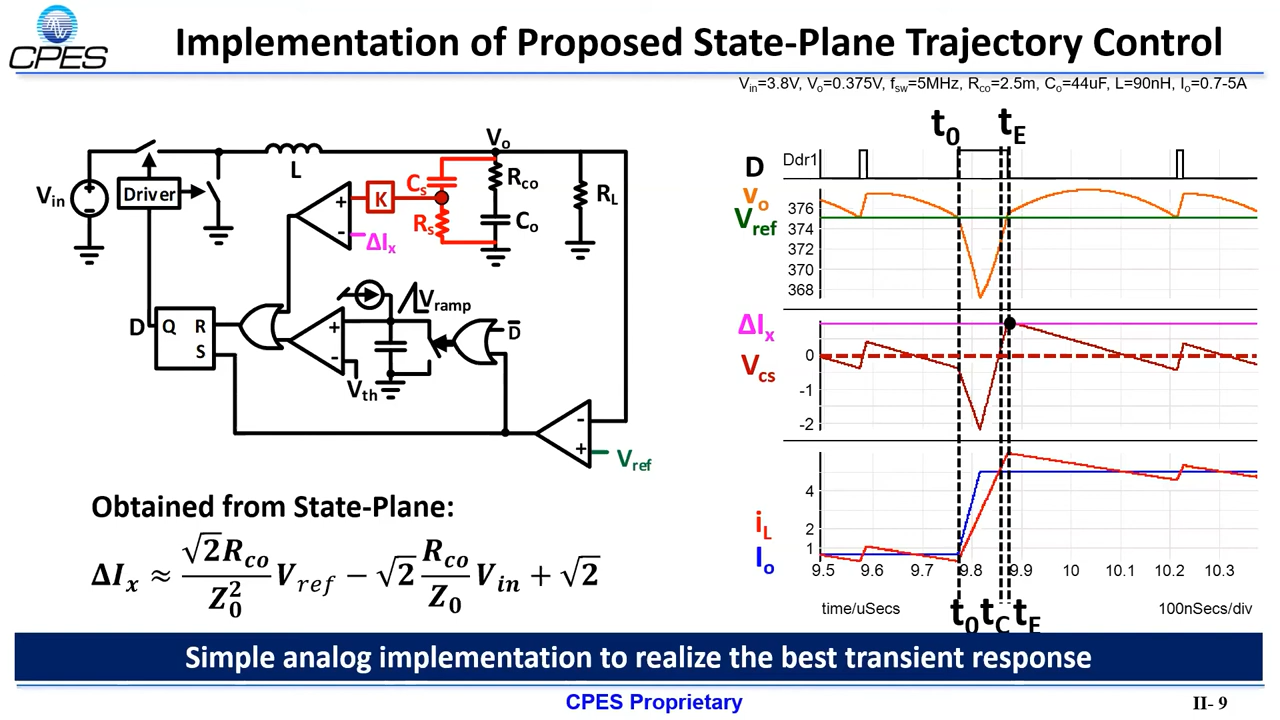 CPES
Implementation of Proposed State-Plane Trajectory Control
Vin=3.8V, Vo=0.375V, fsw=5MHz, Rco=2.5m, Co=44uF, L=90nH, Io=0.7-5A
Vin
Driver
L
Vo
Cs
Rs
K
Rco
Co
RL
+
-
ΔIx
D
Q R
S
+
-
Vth
Vramp
D̅
-
+
Vref
t0 tE
D
Ddr1
vo
Vref
376
374
372
370
368
ΔIx
Vcs
0
-1
-2
iL
Io
4
2
1
9.5 9.6 9.7 9.8 9.9 10 10.1 10.2 10.3
time/uSecs 100nSecs/div
t0 tC tE
Obtained from State-Plane:
ΔIx ≈ √2Rco/Z0² Vref − √2 Rco/Z0 Vin + √2
Simple analog implementation to realize the best transient response
CPES Proprietary
II- 9